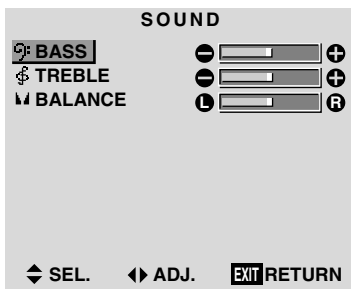 SOUND
BASS
TREBLE
BALANCE L R
SEL. ADJ. EXIT RETURN